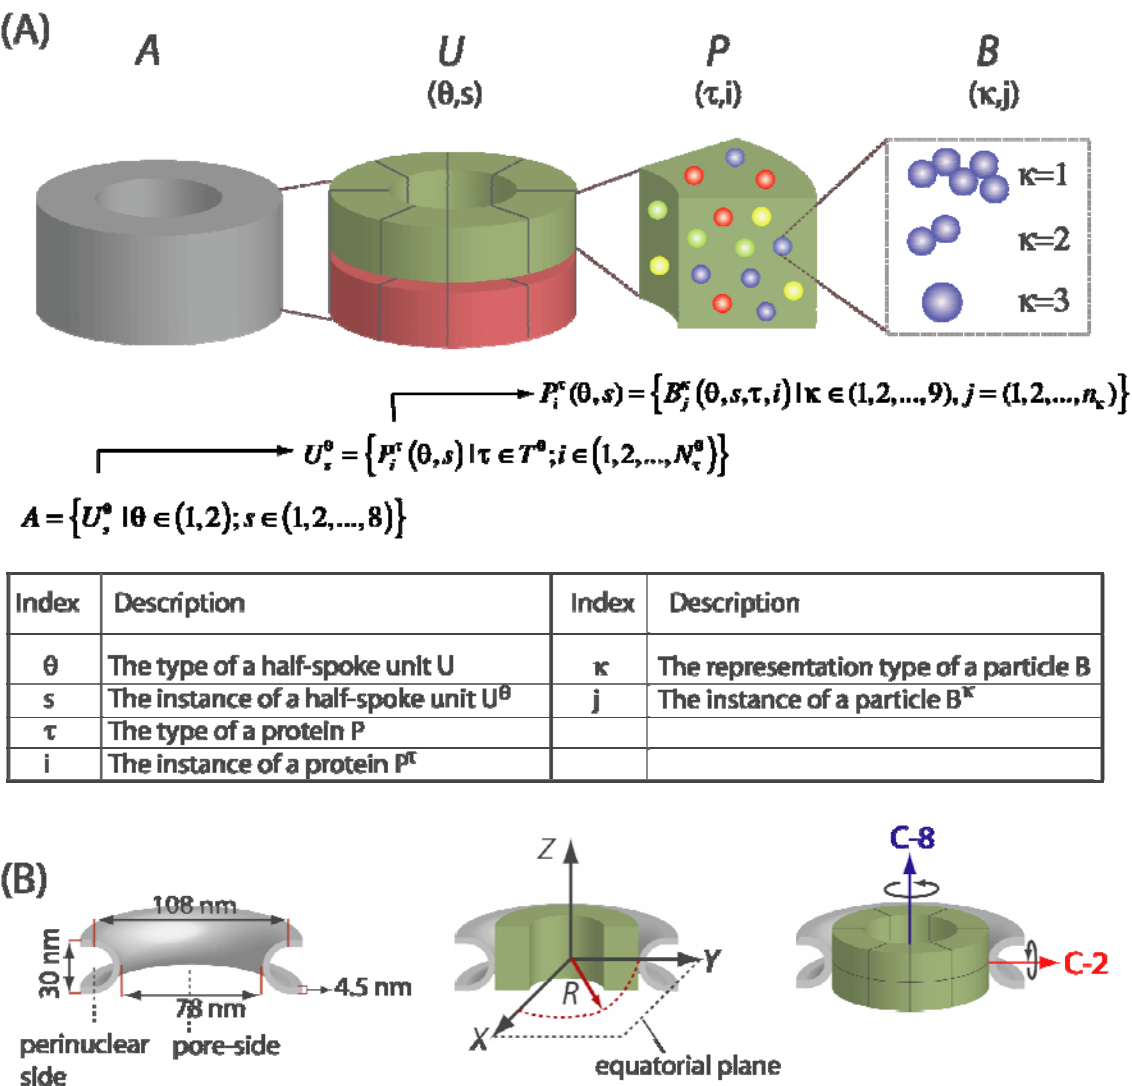 (A)
A U P B
(θ,s) (τ,i) (κ,j)
κ=1
κ=2
κ=3
P_i^τ (θ,s) = {B_j^κ (θ,s,τ,i) | κ ∈ (1,2,...,9), j = (1,2,...,n_κ)}
U_s^θ = {P_i^τ (θ,s) | τ ∈ T^θ; i ∈ (1,2,...,N_τ^θ)}
A = {U_s^θ | θ ∈ (1,2); s ∈ (1,2,...,8)}
Index Description Index Description
θ The type of a half-spoke unit U κ The representation type of a particle B
s The instance of a half-spoke unit U^θ j The instance of a particle B^κ
τ The type of a protein P
i The instance of a protein P^τ
(B)
108 nm
30 nm
78 nm
4.5 nm
perinuclear side
pore-side
Z
Y
X
R
equatorial plane
C-8
C-2